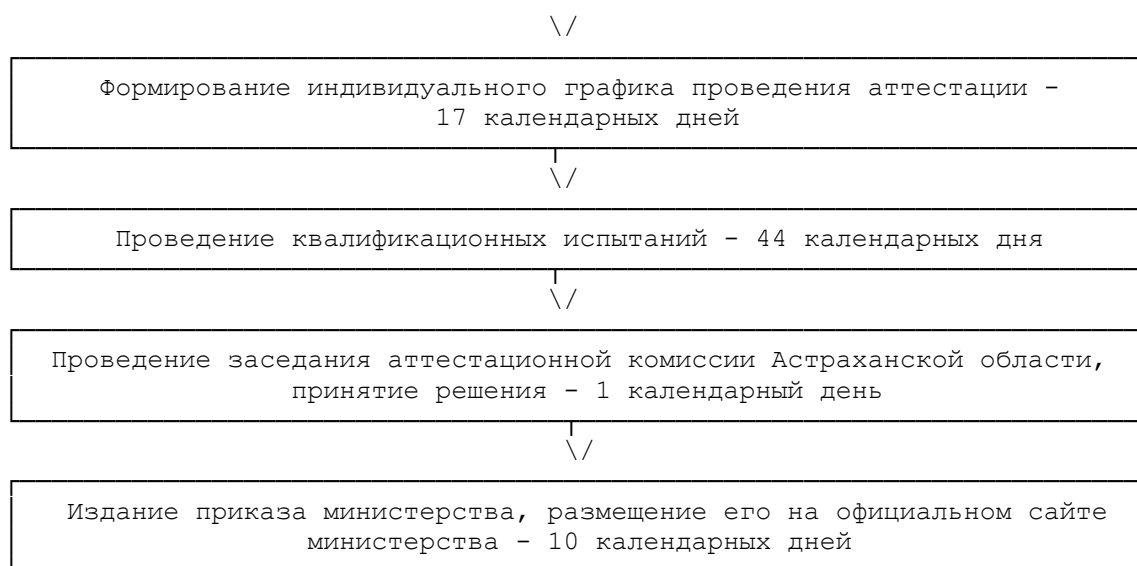 \/
Формирование индивидуального графика проведения аттестации -
17 календарных дней
\/
Проведение квалификационных испытаний - 44 календарных дня
\/
Проведение заседания аттестационной комиссии Астраханской области,
принятие решения - 1 календарный день
\/
Издание приказа министерства, размещение его на официальном сайте
министерства - 10 календарных дней